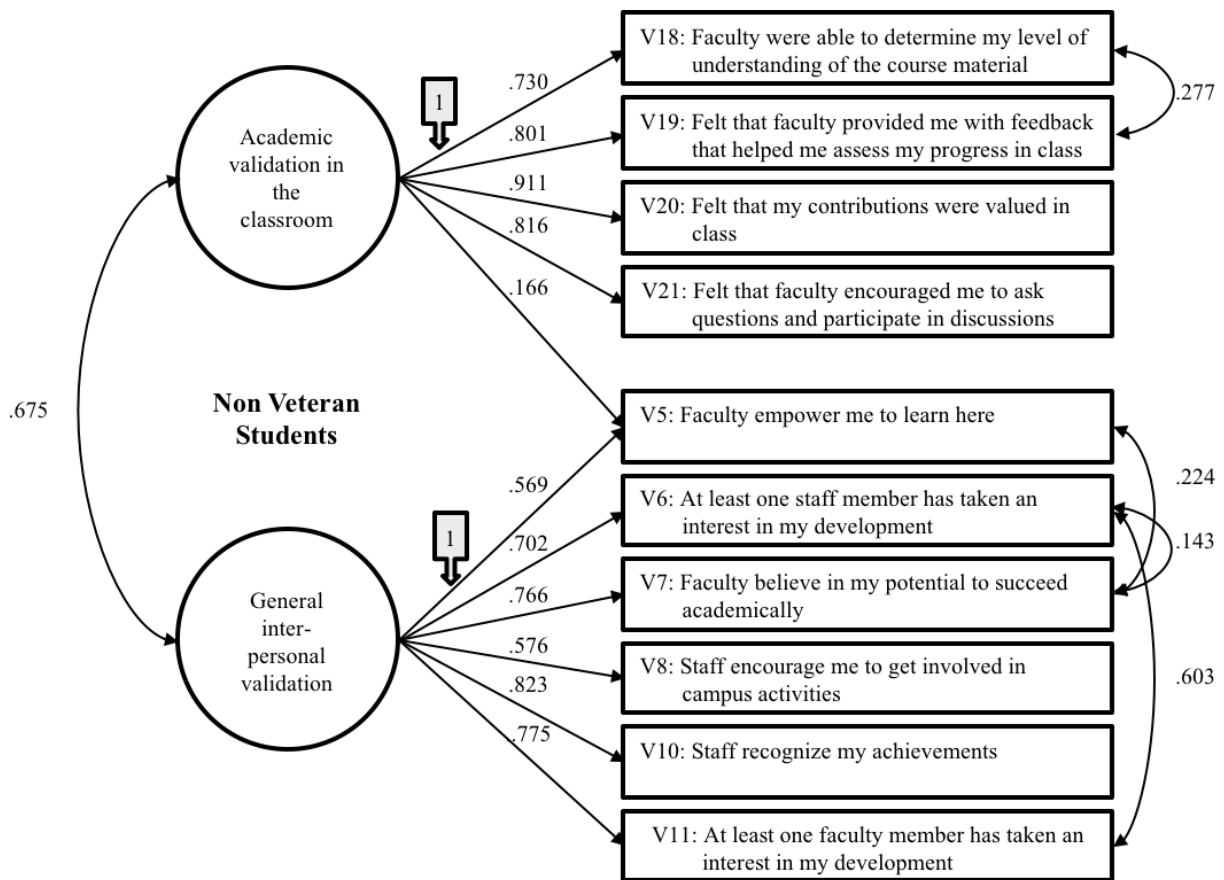 V18: Faculty were able to determine my level of
understanding of the course material
.730
1
.277
.801
V19: Felt that faculty provided me with feedback
that helped me assess my progress in class
Academic
validation in
the
classroom
.911
V20: Felt that my contributions were valued in
class
.816
.166
V21: Felt that faculty encouraged me to ask
questions and participate in discussions
.675
Non Veteran
Students
V5: Faculty empower me to learn here
.569
.224
1
.702
V6: At least one staff member has taken an
interest in my development
.143
.766
V7: Faculty believe in my potential to succeed
academically
General
inter-
personal
validation
.576
V8: Staff encourage me to get involved in
campus activities
.603
.823
.775
V10: Staff recognize my achievements
V11: At least one faculty member has taken an
interest in my development